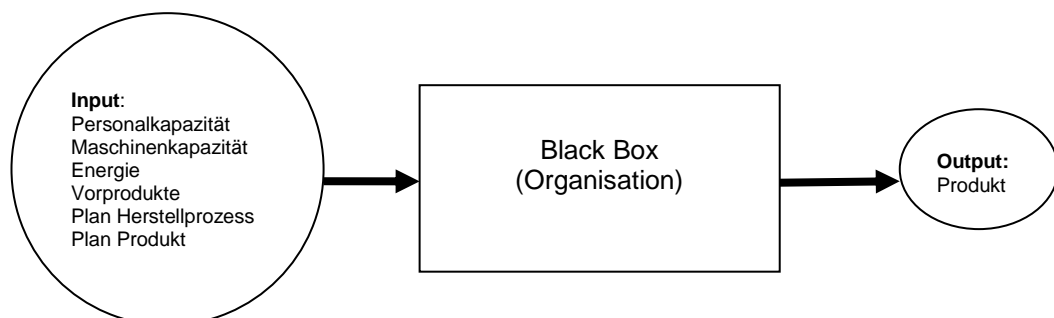 Input:
Personalkapazität
Maschinenkapazität
Energie
Vorprodukte
Plan Herstellprozess
Plan Produkt
Black Box
(Organisation)
Output:
Produkt